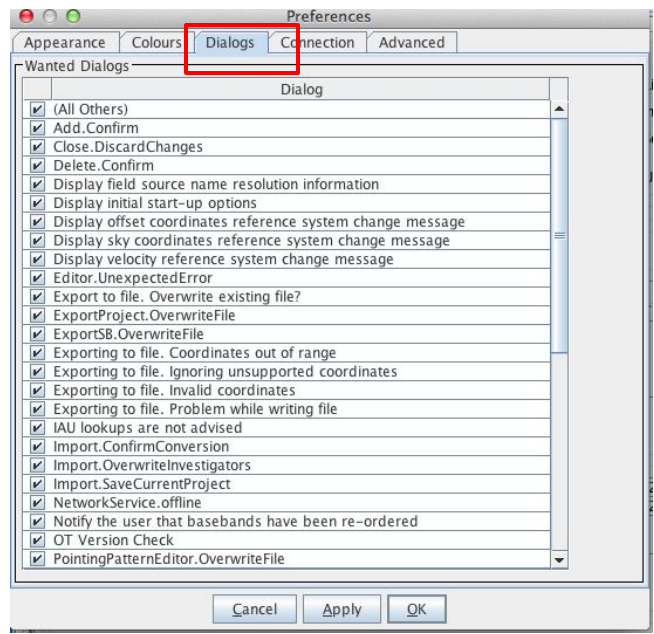 Preferences
Appearance Colours Dialogs Connection Advanced
Wanted Dialogs
Dialog
(All Others)
Add.Confirm
Close.DiscardChanges
Delete.Confirm
Display field source name resolution information
Display initial start-up options
Display offset coordinates reference system change message
Display sky coordinates reference system change message
Display velocity reference system change message
Editor.UnexpectedError
Export to file. Overwrite existing file?
ExportProject.OverwriteFile
ExportSB.OverwriteFile
Exporting to file. Coordinates out of range
Exporting to file. Ignoring unsupported coordinates
Exporting to file. Invalid coordinates
Exporting to file. Problem while writing file
IAU lookups are not advised
Import.ConfirmConversion
Import.OverwriteInvestigators
Import.SaveCurrentProject
NetworkService.offline
Notify the user that basebands have been re-ordered
OT Version Check
PointingPatternEditor.OverwriteFile
Cancel Apply OK